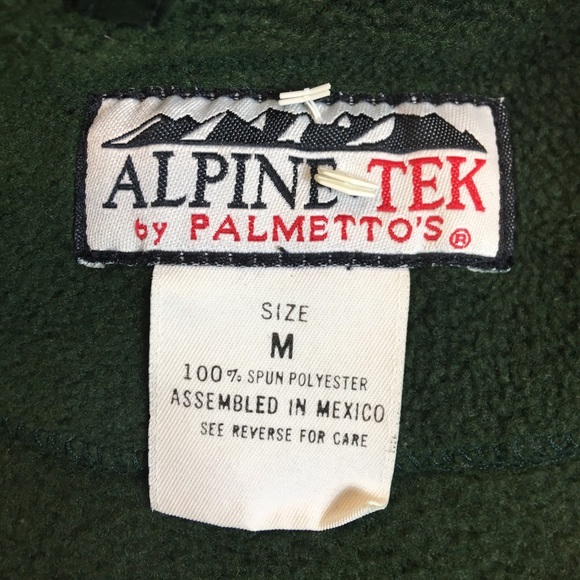 ALPINE TEK
by PALMETTO'S®
SIZE
M
100% SPUN POLYESTER
ASSEMBLED IN MEXICO
SEE REVERSE FOR CARE